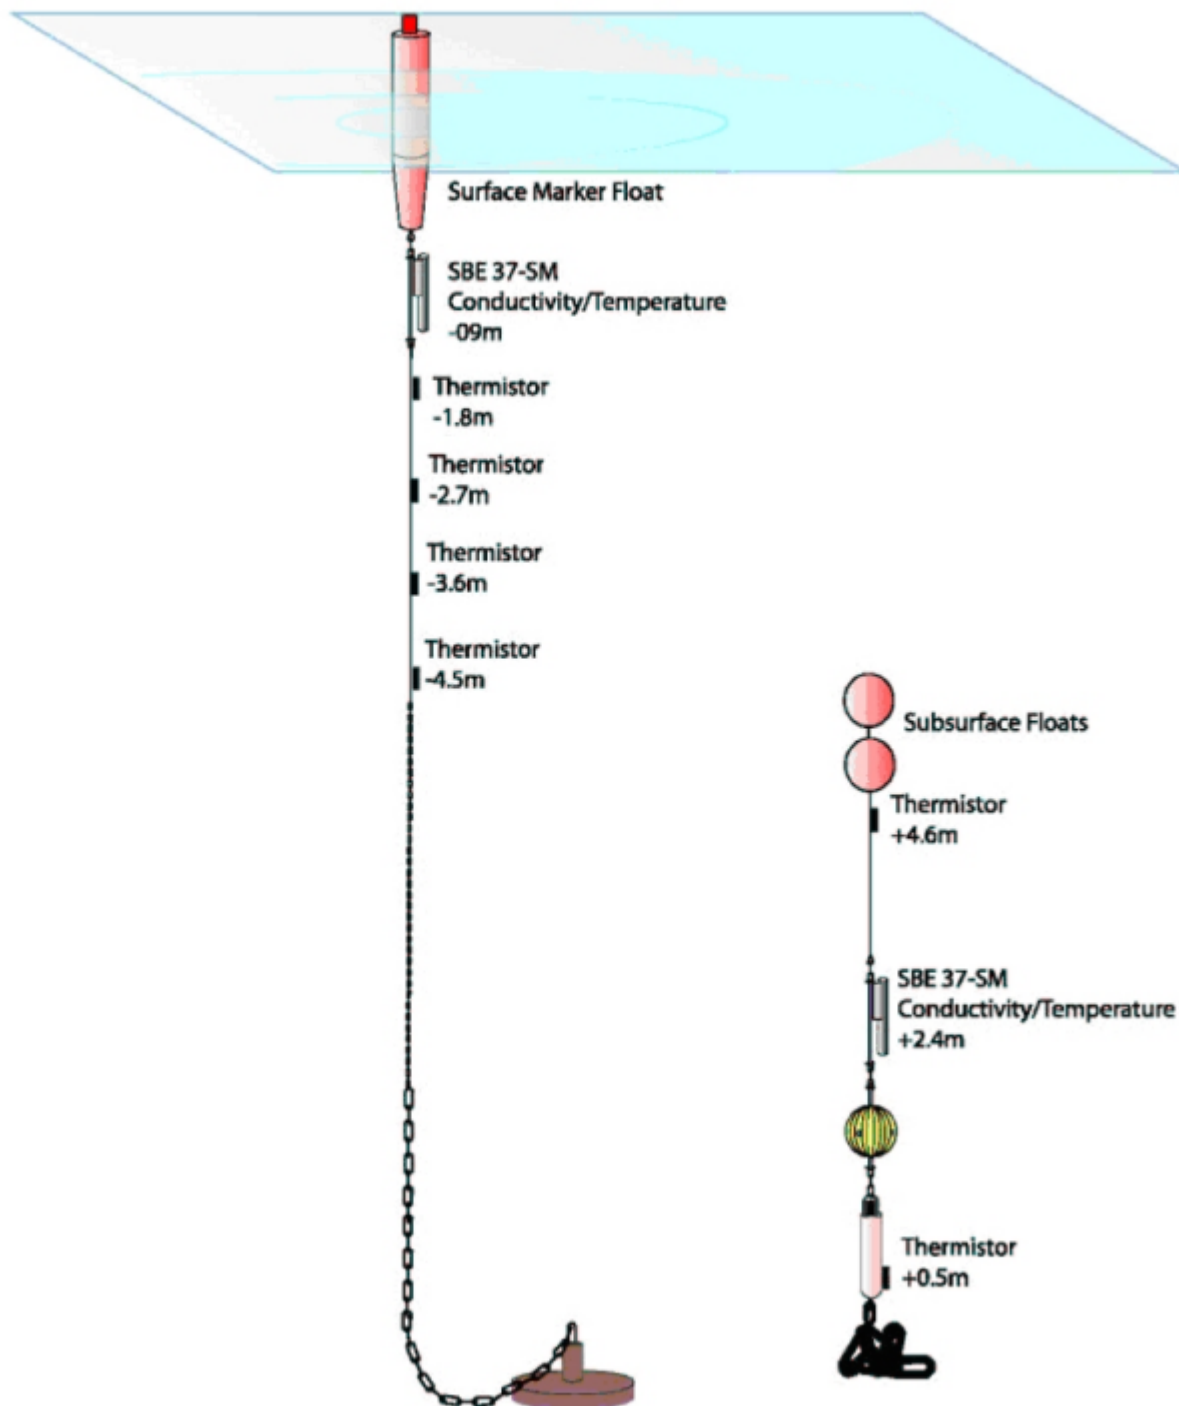 Surface Marker Float
SBE 37-SM
Conductivity/Temperature
-09m
Thermistor
-1.8m
Thermistor
-2.7m
Thermistor
-3.6m
Thermistor
-4.5m
Subsurface Floats
Thermistor
+4.6m
SBE 37-SM
Conductivity/Temperature
+2.4m
Thermistor
+0.5m